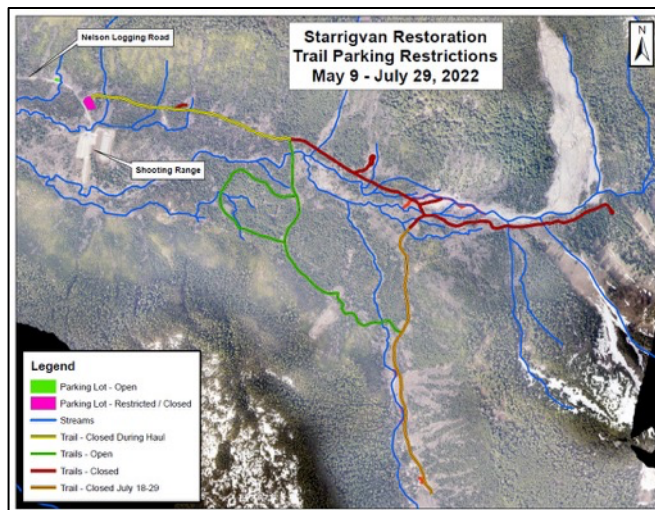 Starrigvan Restoration
Trail Parking Restrictions
May 9 - July 29, 2022
N
Nelson Logging Road
Shooting Range
Legend
Parking Lot - Open
Parking Lot - Restricted / Closed
Streams
Trail - Closed During Haul
Trails - Open
Trails - Closed
Trail - Closed July 18-29